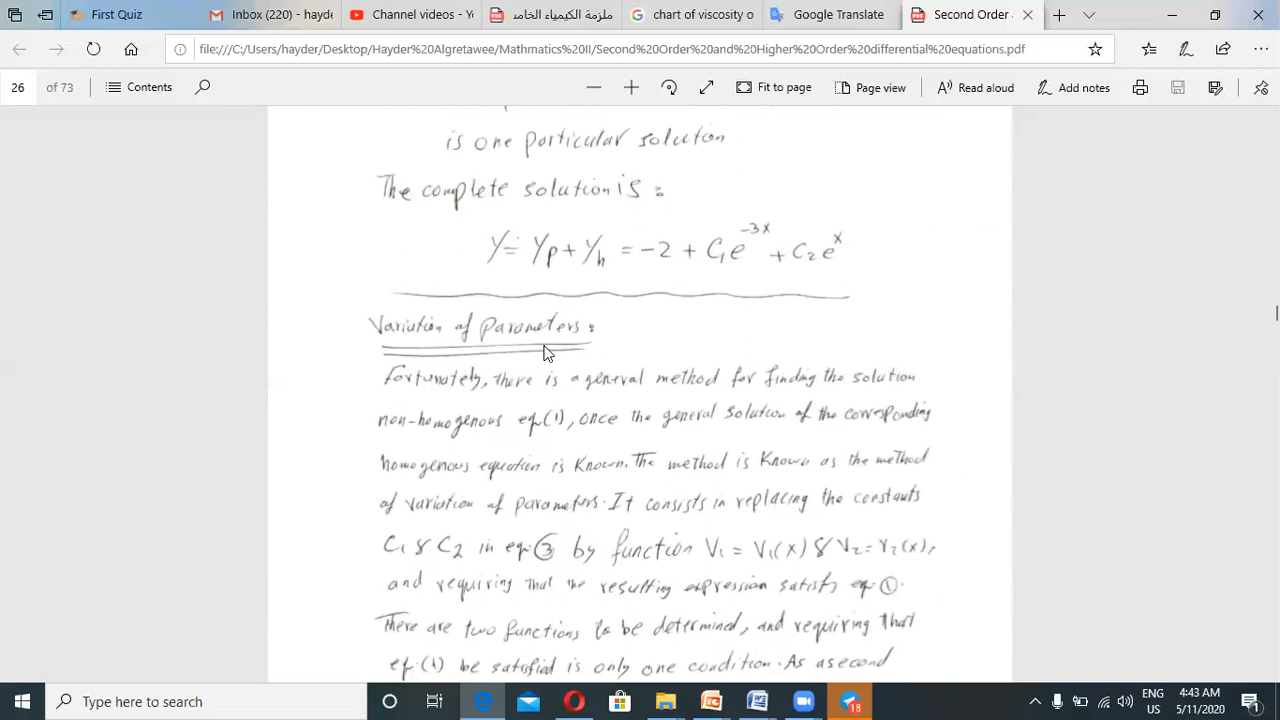 First Quiz
Inbox (220) - hayde
Channel videos - Yo
ملزمة الكيمياء الخامد
chart of viscosity o
Google Translate
Second Order
file:///C:/Users/hayder/Desktop/Hayder%20Algretawee/Mathmatics%20II/Second%20Order%20and%20Higher%20Order%20differential%20equations.pdf
26 of 73 Contents Fit to page Page view Read aloud Add notes
is one particular solution
The complete solution is :
Y = Yp + Yh = -2 + C₁e^-3x + C₂e^x
Variation of Parameters :
Fortunately, there is a general method for finding the solution
non-homogenous eq.(1), once the general solution of the corresponding
homogenous equation is known. The method is known as the method
of variation of parameters. It consists in replacing the constants
C₁ & C₂ in eq. ③ by function V₁ = V₁(x) & V₂ = V₂(x),
and requiring that the resulting expression satisfy eq ①.
There are two functions to be determined, and requiring that
eq.(1) be satisfied is only one condition. As a second
Type here to search
18
ENG
4:43 AM
US
5/11/2020